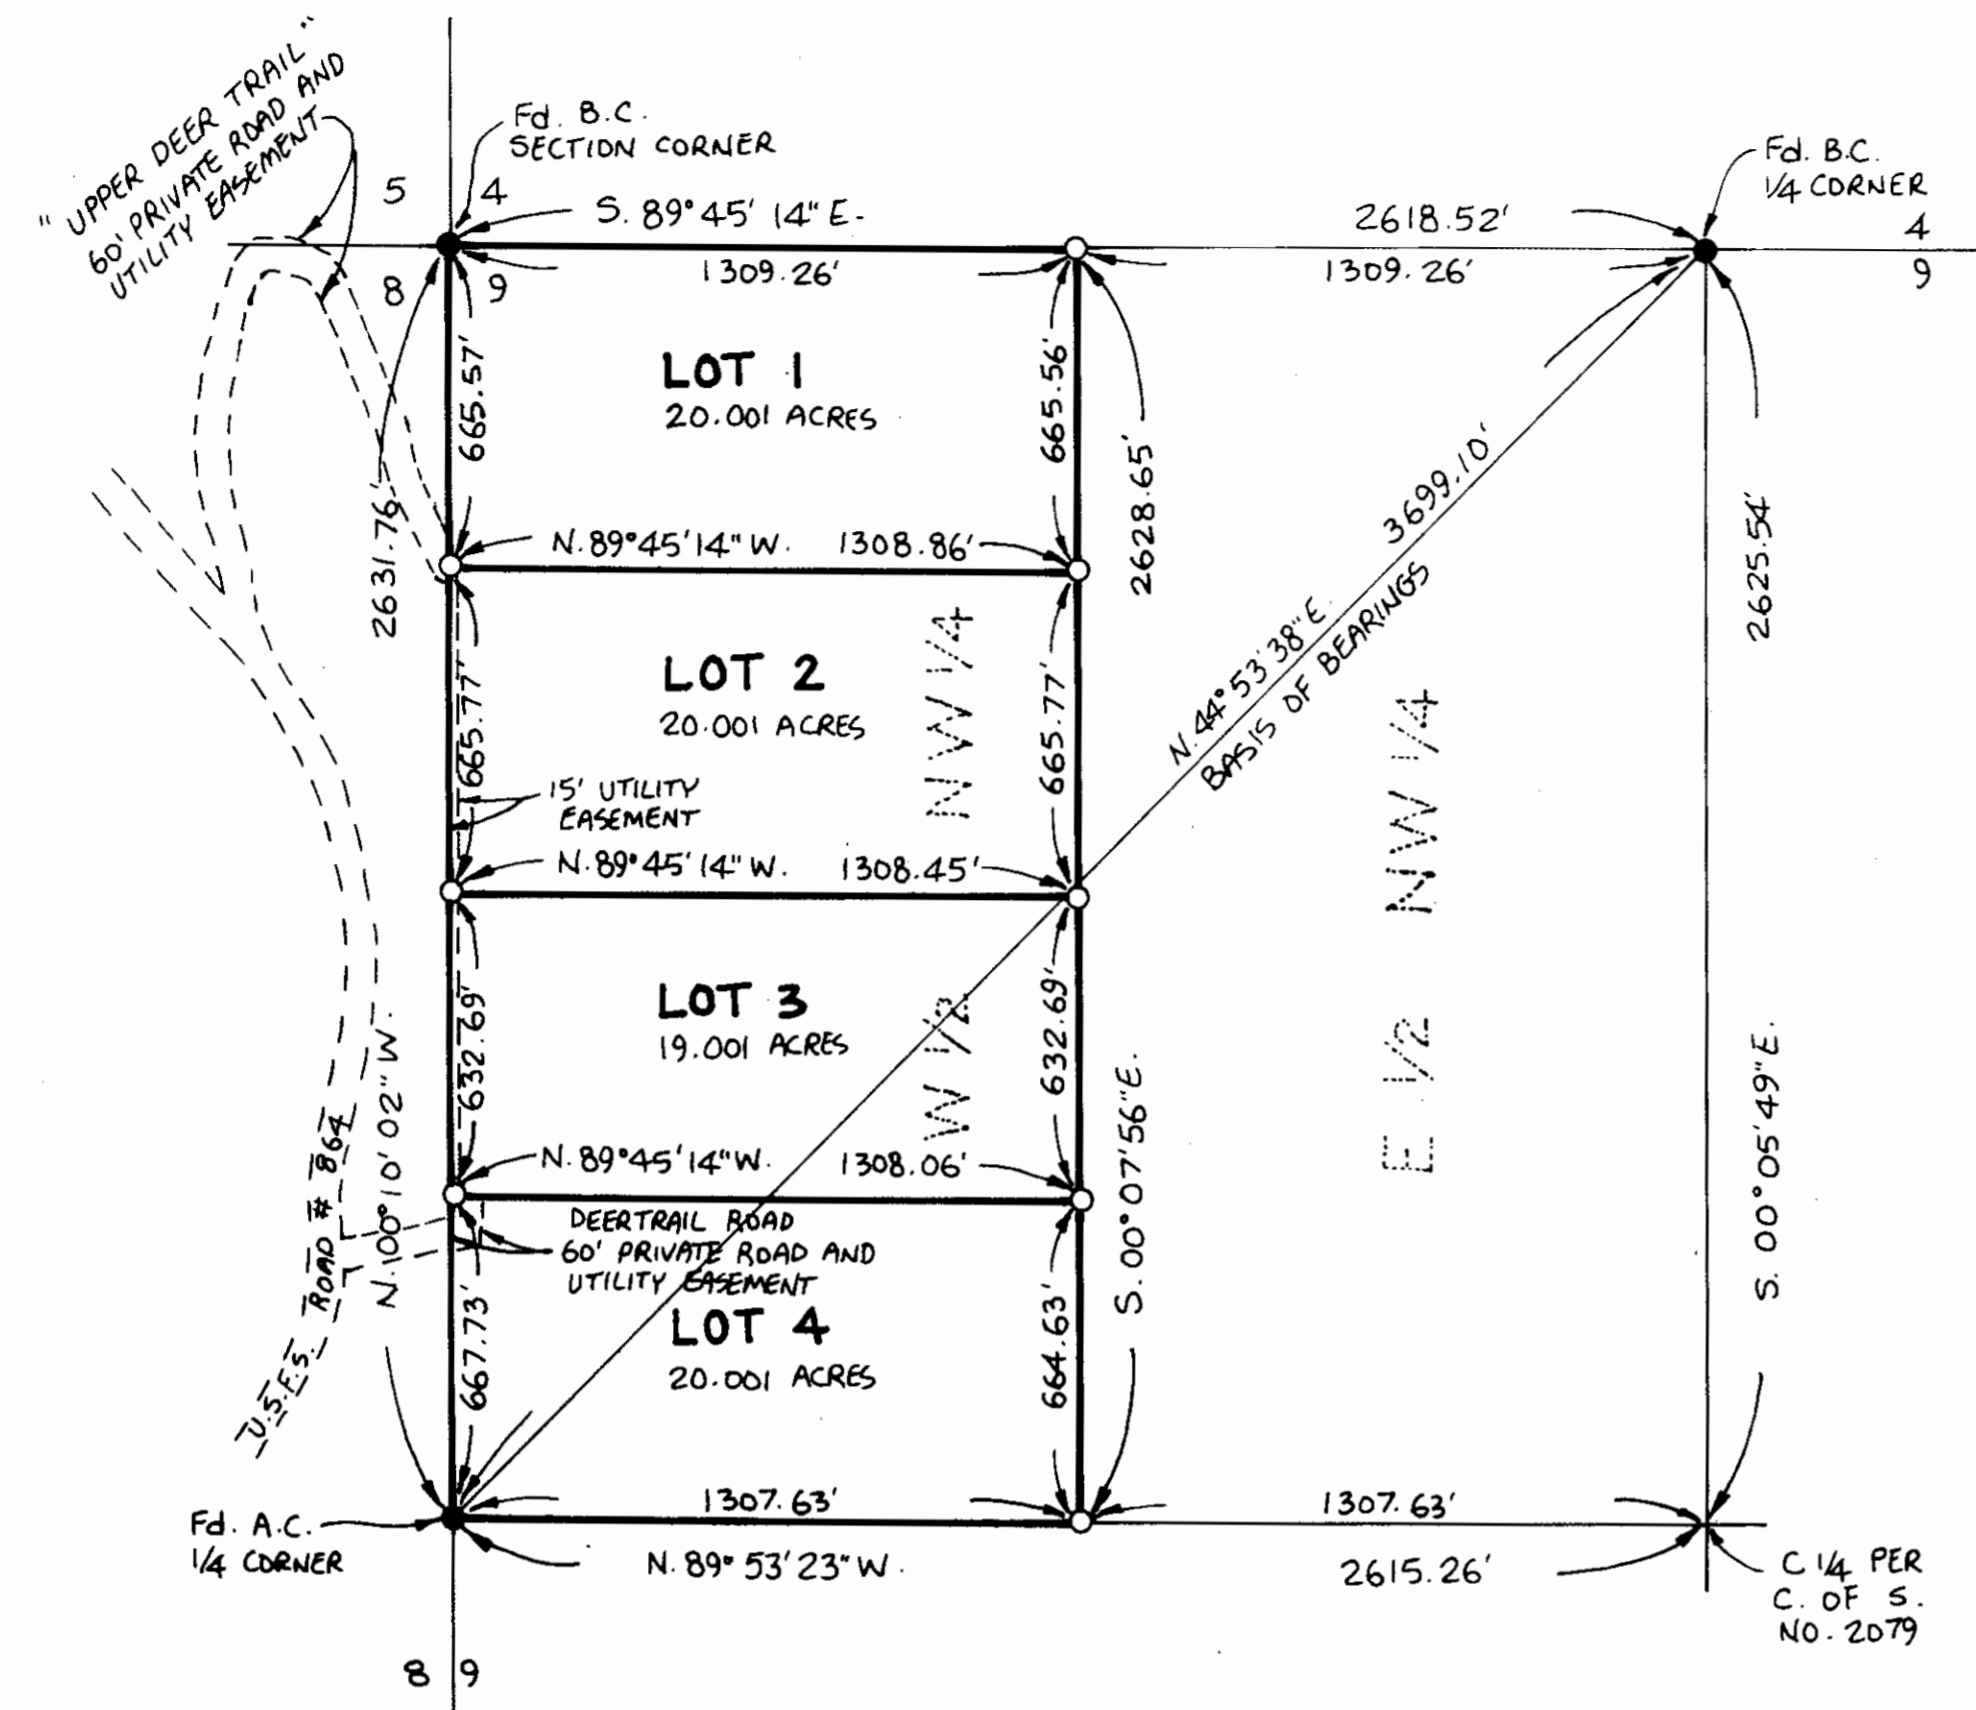 " UPPER DEER TRAIL "
60' PRIVATE ROAD AND
UTILITY EASEMENT
Fd. B.C.
SECTION CORNER
5 4
8 9
S. 89° 45' 14" E.
2618.52'
Fd. B.C.
1/4 CORNER
4
9
1309.26'
1309.26'
665.57'
LOT 1
20.001 ACRES
665.56'
2631.76'
2628.65'
N. 89° 45' 14" W. 1308.86'
3699.10'
N. 44° 53' 38" E.
BASIS OF BEARINGS
2625.54'
665.77'
LOT 2
20.001 ACRES
665.77'
15' UTILITY
EASEMENT
N. 89° 45' 14" W. 1308.45'
NW 1/4
W 1/2
NW 1/4
E 1/2
632.69'
LOT 3
19.001 ACRES
632.69'
N. 89° 45' 14" W. 1308.06'
U.S.F.S. ROAD # 864
N. 100° 10' 02" W.
S. 00° 07' 56" E.
S. 00° 05' 49" E.
DEERTRAIL ROAD
60' PRIVATE ROAD AND
UTILITY EASEMENT
667.73'
LOT 4
20.001 ACRES
664.63'
1307.63'
1307.63'
Fd. A.C.
1/4 CORNER
N. 89° 53' 23" W.
2615.26'
C 1/4 PER
C. OF S.
NO. 2079
8 9